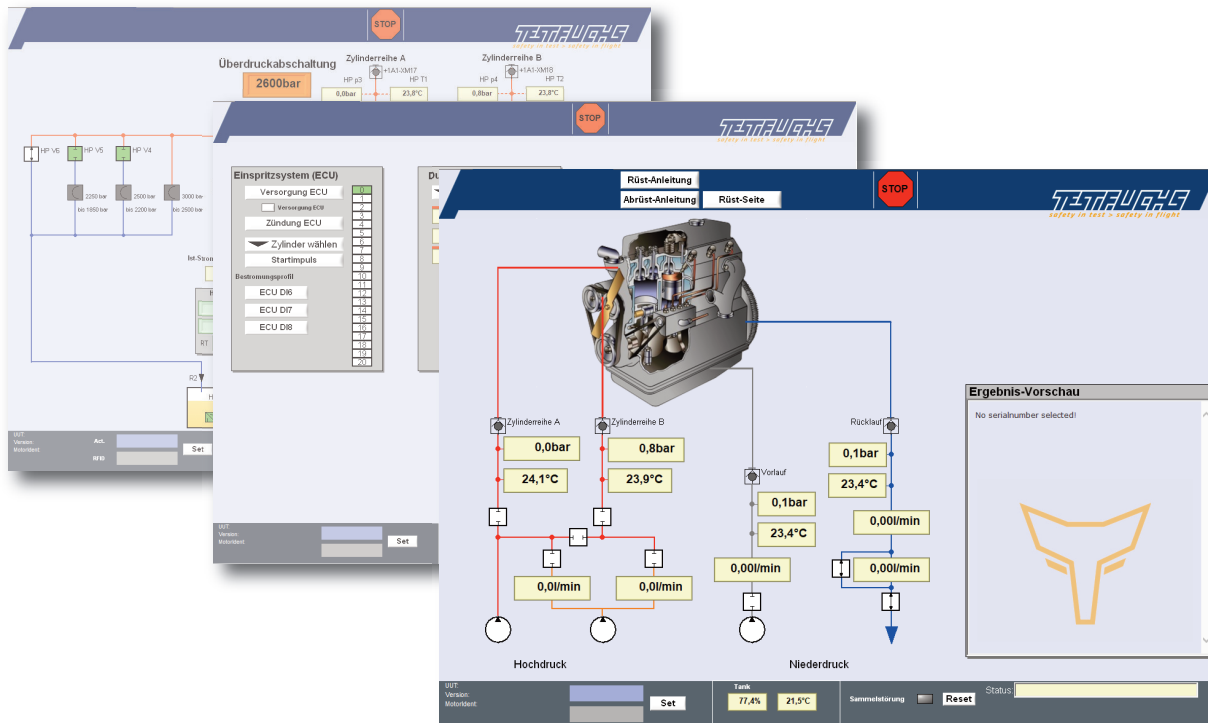 STOP
TESTFUCHS
safety in test > safety in flight
Überdruckabschaltung
2600bar
Zylinderreihe A
+1A1-XM17
HP p3
HP T1
0,0bar
23,8°C
Zylinderreihe B
+1A1-XM18
HP p4
HP T2
0,8bar
23,8°C
HP V6
HP V5
HP V4
2250 bar
bis 1850 bar
2500 bar
bis 2200 bar
3000 ba
bis 2500 bar
Ist-Strom
RT
R2
UUT:
Version:
MotorIdent:
Act.
RFID
Set
STOP
TESTFUCHS
safety in test > safety in flight
Einspritzsystem (ECU)
Versorgung ECU
Versorgung ECU
Zündung ECU
Zylinder wählen
Startimpuls
Bestromungsprofil
ECU DI6
ECU DI7
ECU DI8
0
1
2
3
4
5
6
7
8
9
10
11
12
13
14
15
16
17
18
19
20
Du
UUT:
Version:
MotorIdent:
Set
Rüst-Anleitung
Abrüst-Anleitung
Rüst-Seite
STOP
TESTFUCHS
safety in test > safety in flight
Zylinderreihe A
0,0bar
24,1°C
Zylinderreihe B
0,8bar
23,9°C
Vorlauf
0,1bar
23,4°C
Rücklauf
0,1bar
23,4°C
0,00l/min
0,0l/min
0,0l/min
0,00l/min
0,00l/min
Hochdruck
Niederdruck
Ergebnis-Vorschau
No serialnumber selected!
UUT:
Version:
MotorIdent:
Set
Tank
77,4%
21,5°C
Sammelstörung
Reset
Status: